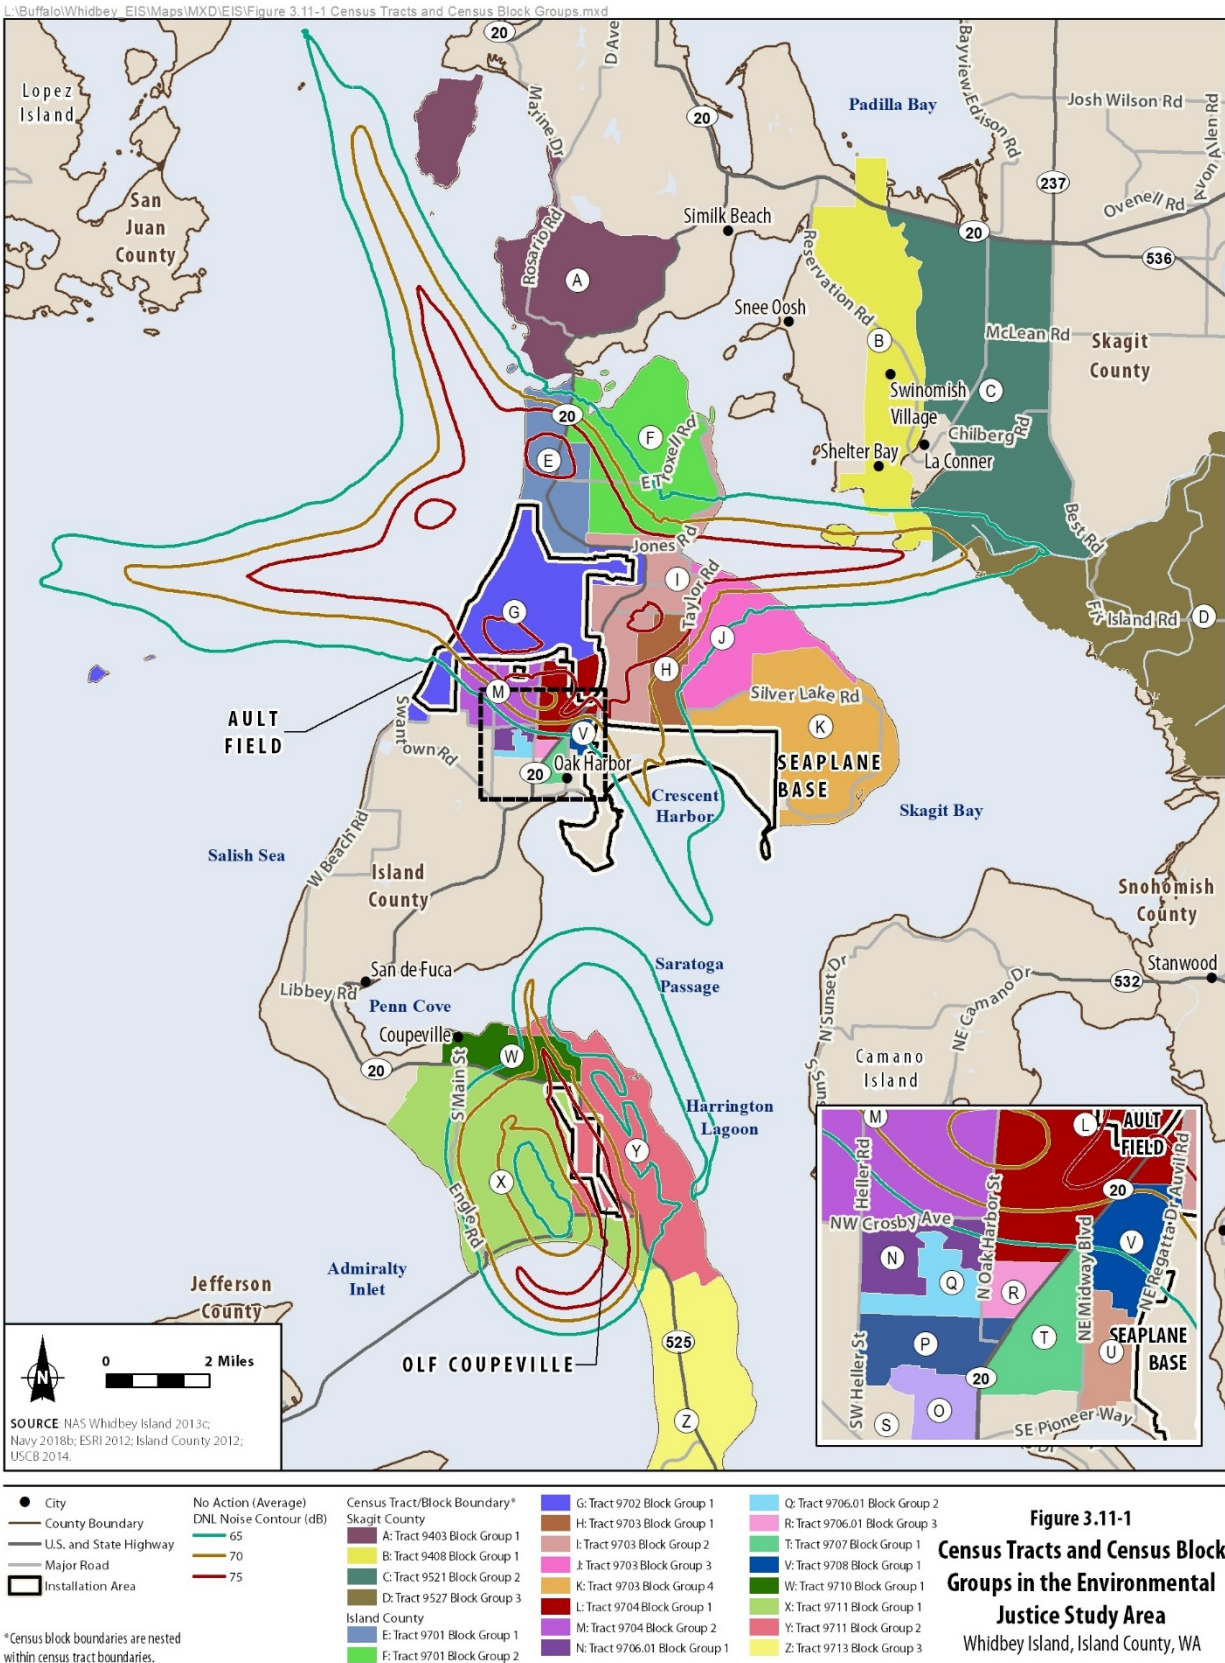 L:\Buffalo\Whidbey_EIS\Maps\MXD\EIS\Figure 3.11-1 Census Tracts and Census Block Groups.mxd
20
D Ave
Bayview Edison Rd
Lopez
Island
Marine Dr
Padilla Bay
Josh Wilson Rd
Avon Allen Rd
20
237
San
Juan
County
Rosario Rd
Similk Beach
Ovenell Rd
20
536
A
Reservation Rd
Snee Oosh
McLean Rd
Skagit
County
B
Swinomish
Village
C
20
F
E
E Troxell Rd
Chilberg Rd
Shelter Bay
La Conner
Best Rd
Jones Rd
I
Taylor Rd
G
Fir Island Rd
D
J
H
M
Silver Lake Rd
K
AULT
FIELD
Swantown Rd
V
SEAPLANE
BASE
20
Oak Harbor
Crescent
Harbor
Skagit Bay
W Beach Rd
Salish Sea
Island
County
Snohomish
County
Saratoga
Passage
Stanwood
San de Fuca
N Sunset Dr
NE Camano Dr
532
Libbey Rd
Penn Cove
Coupeville
W
S Main St
20
Camano
Island
Harrington
Lagoon
Y
X
Engle Rd
Admiralty
Inlet
Jefferson
County
OLF COUPEVILLE
525
Z
M
L
AULT
FIELD
Heller Rd
20
NW Crosby Ave
N Oak Harbor St
NE Midway Blvd
NE Regatta Dr
Auvil Rd
V
N
Q
R
P
T
U
SEAPLANE
BASE
SW Heller St
20
S
O
SE Pioneer Way
N
0 2 Miles
SOURCE: NAS Whidbey Island 2013c;
Navy 2018b; ESRI 2012; Island County 2012;
USCB 2014.
City
County Boundary
U.S. and State Highway
Major Road
Installation Area
*Census block boundaries are nested
within census tract boundaries.
No Action (Average)
DNL Noise Contour (dB)
65
70
75
Census Tract/Block Boundary*
Skagit County
A: Tract 9403 Block Group 1
B: Tract 9408 Block Group 1
C: Tract 9521 Block Group 2
D: Tract 9527 Block Group 3
Island County
E: Tract 9701 Block Group 1
F: Tract 9701 Block Group 2
G: Tract 9702 Block Group 1
H: Tract 9703 Block Group 1
I: Tract 9703 Block Group 2
J: Tract 9703 Block Group 3
K: Tract 9703 Block Group 4
L: Tract 9704 Block Group 1
M: Tract 9704 Block Group 2
N: Tract 9706.01 Block Group 1
Q: Tract 9706.01 Block Group 2
R: Tract 9706.01 Block Group 3
T: Tract 9707 Block Group 1
V: Tract 9708 Block Group 1
W: Tract 9710 Block Group 1
X: Tract 9711 Block Group 1
Y: Tract 9711 Block Group 2
Z: Tract 9713 Block Group 3
Figure 3.11-1
Census Tracts and Census Block
Groups in the Environmental
Justice Study Area
Whidbey Island, Island County, WA